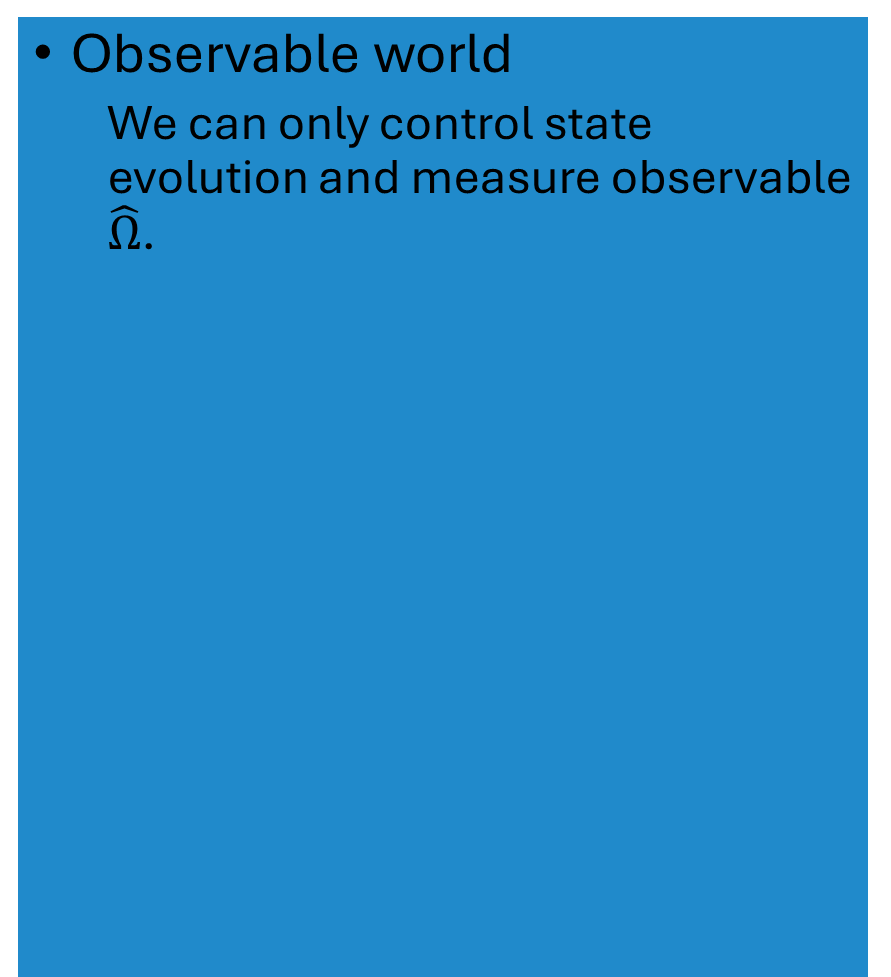 • Observable world
We can only control state
evolution and measure observable
Ω̂.